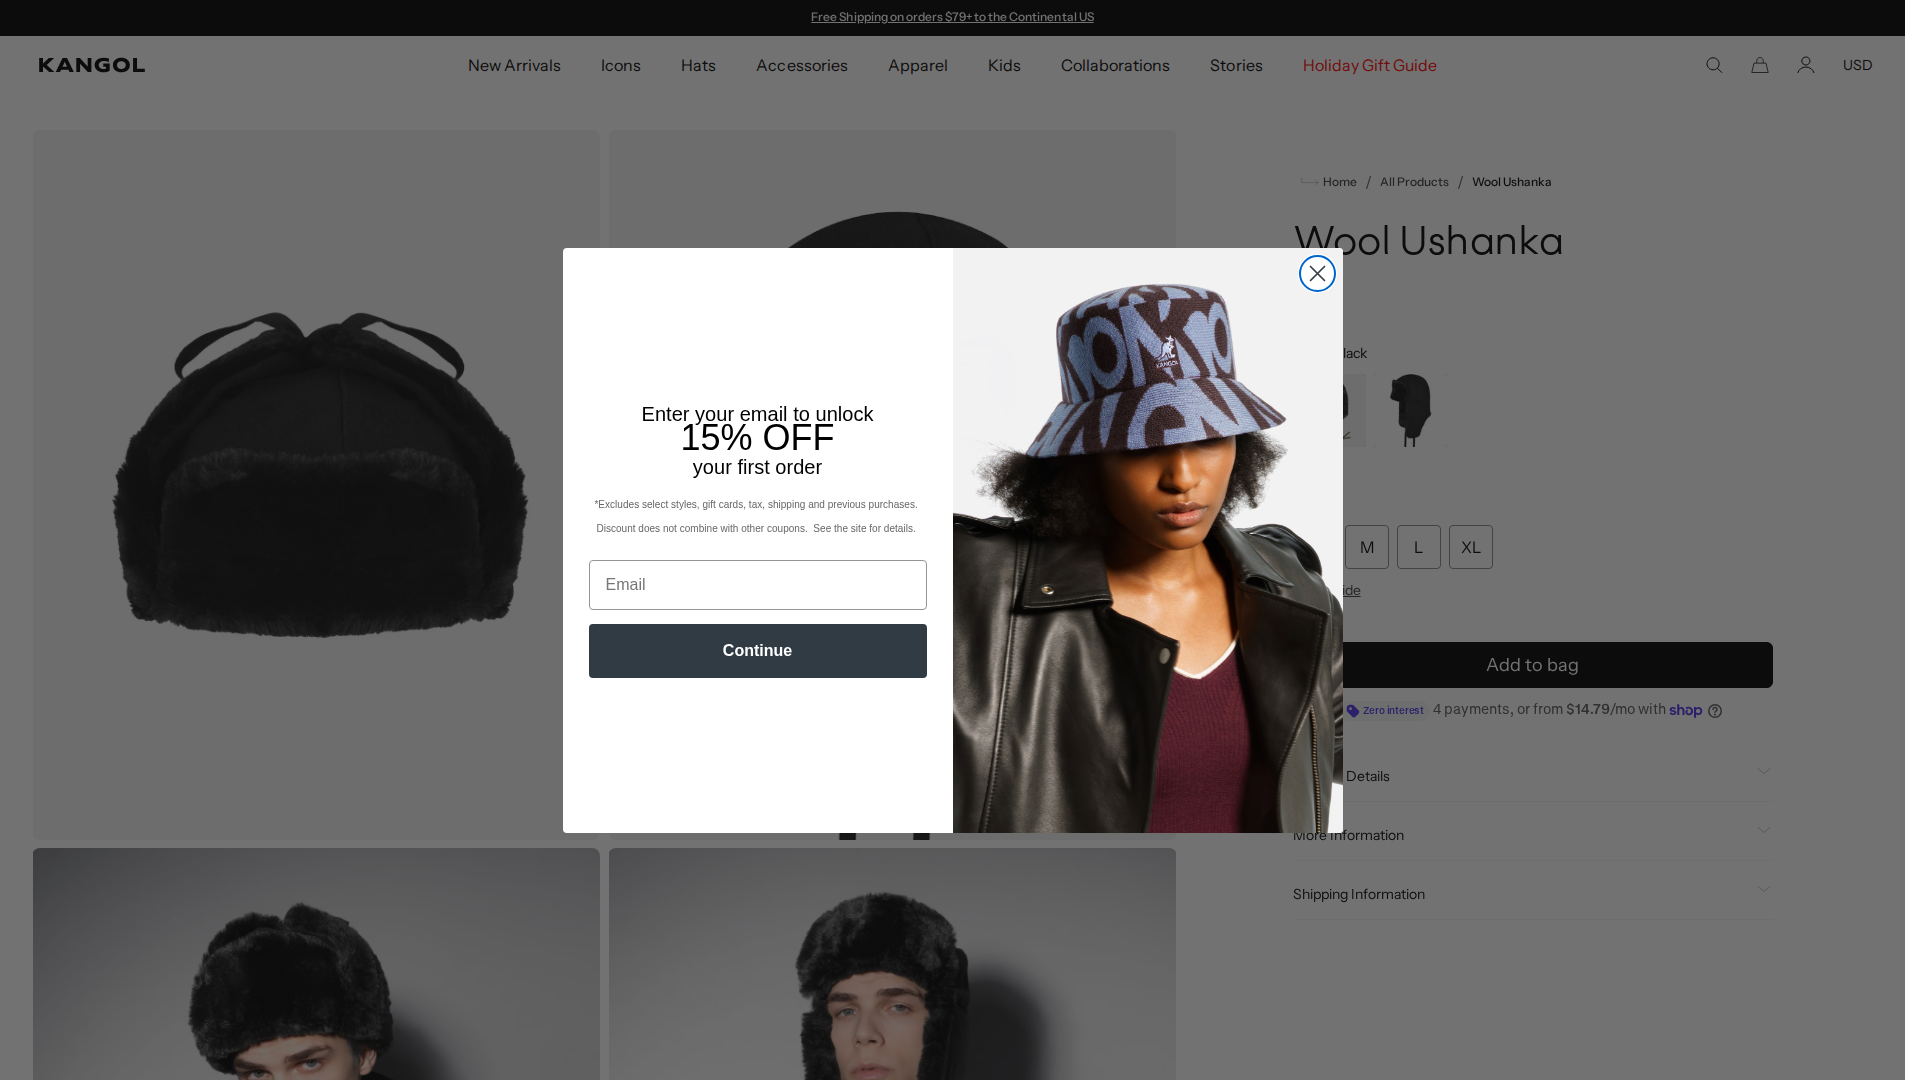 Free Shipping on orders $79+ to the Continental US
KANGOL
New Arrivals
Icons
Hats
Accessories
Apparel
Kids
Collaborations
Stories
Holiday Gift Guide
USD
Home / All Products / Wool Ushanka
Wool Ushanka
Enter your email to unlock
15% OFF
your first order
*Excludes select styles, gift cards, tax, shipping and previous purchases.
Discount does not combine with other coupons. See the site for details.
Email
Continue
KANGOL
M
L
XL
Add to bag
Zero interest 4 payments, or from $14.79/mo with shop
Details
More Information
Shipping Information